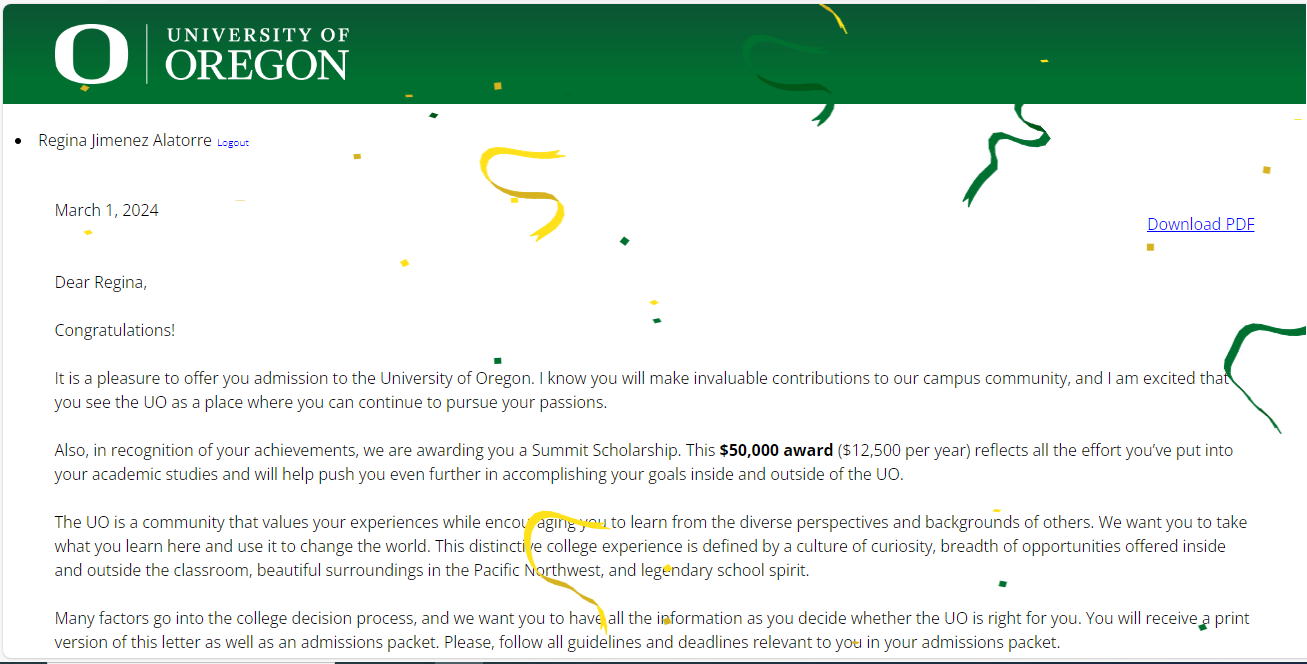 UNIVERSITY OF
OREGON
Regina Jimenez Alatorre Logout
March 1, 2024
Download PDF
Dear Regina,
Congratulations!
It is a pleasure to offer you admission to the University of Oregon. I know you will make invaluable contributions to our campus community, and I am excited that
you see the UO as a place where you can continue to pursue your passions.
Also, in recognition of your achievements, we are awarding you a Summit Scholarship. This $50,000 award ($12,500 per year) reflects all the effort you’ve put into
your academic studies and will help push you even further in accomplishing your goals inside and outside of the UO.
The UO is a community that values your experiences while encouraging you to learn from the diverse perspectives and backgrounds of others. We want you to take
what you learn here and use it to change the world. This distinctive college experience is defined by a culture of curiosity, breadth of opportunities offered inside
and outside the classroom, beautiful surroundings in the Pacific Northwest, and legendary school spirit.
Many factors go into the college decision process, and we want you to have all the information as you decide whether the UO is right for you. You will receive a print
version of this letter as well as an admissions packet. Please, follow all guidelines and deadlines relevant to you in your admissions packet.